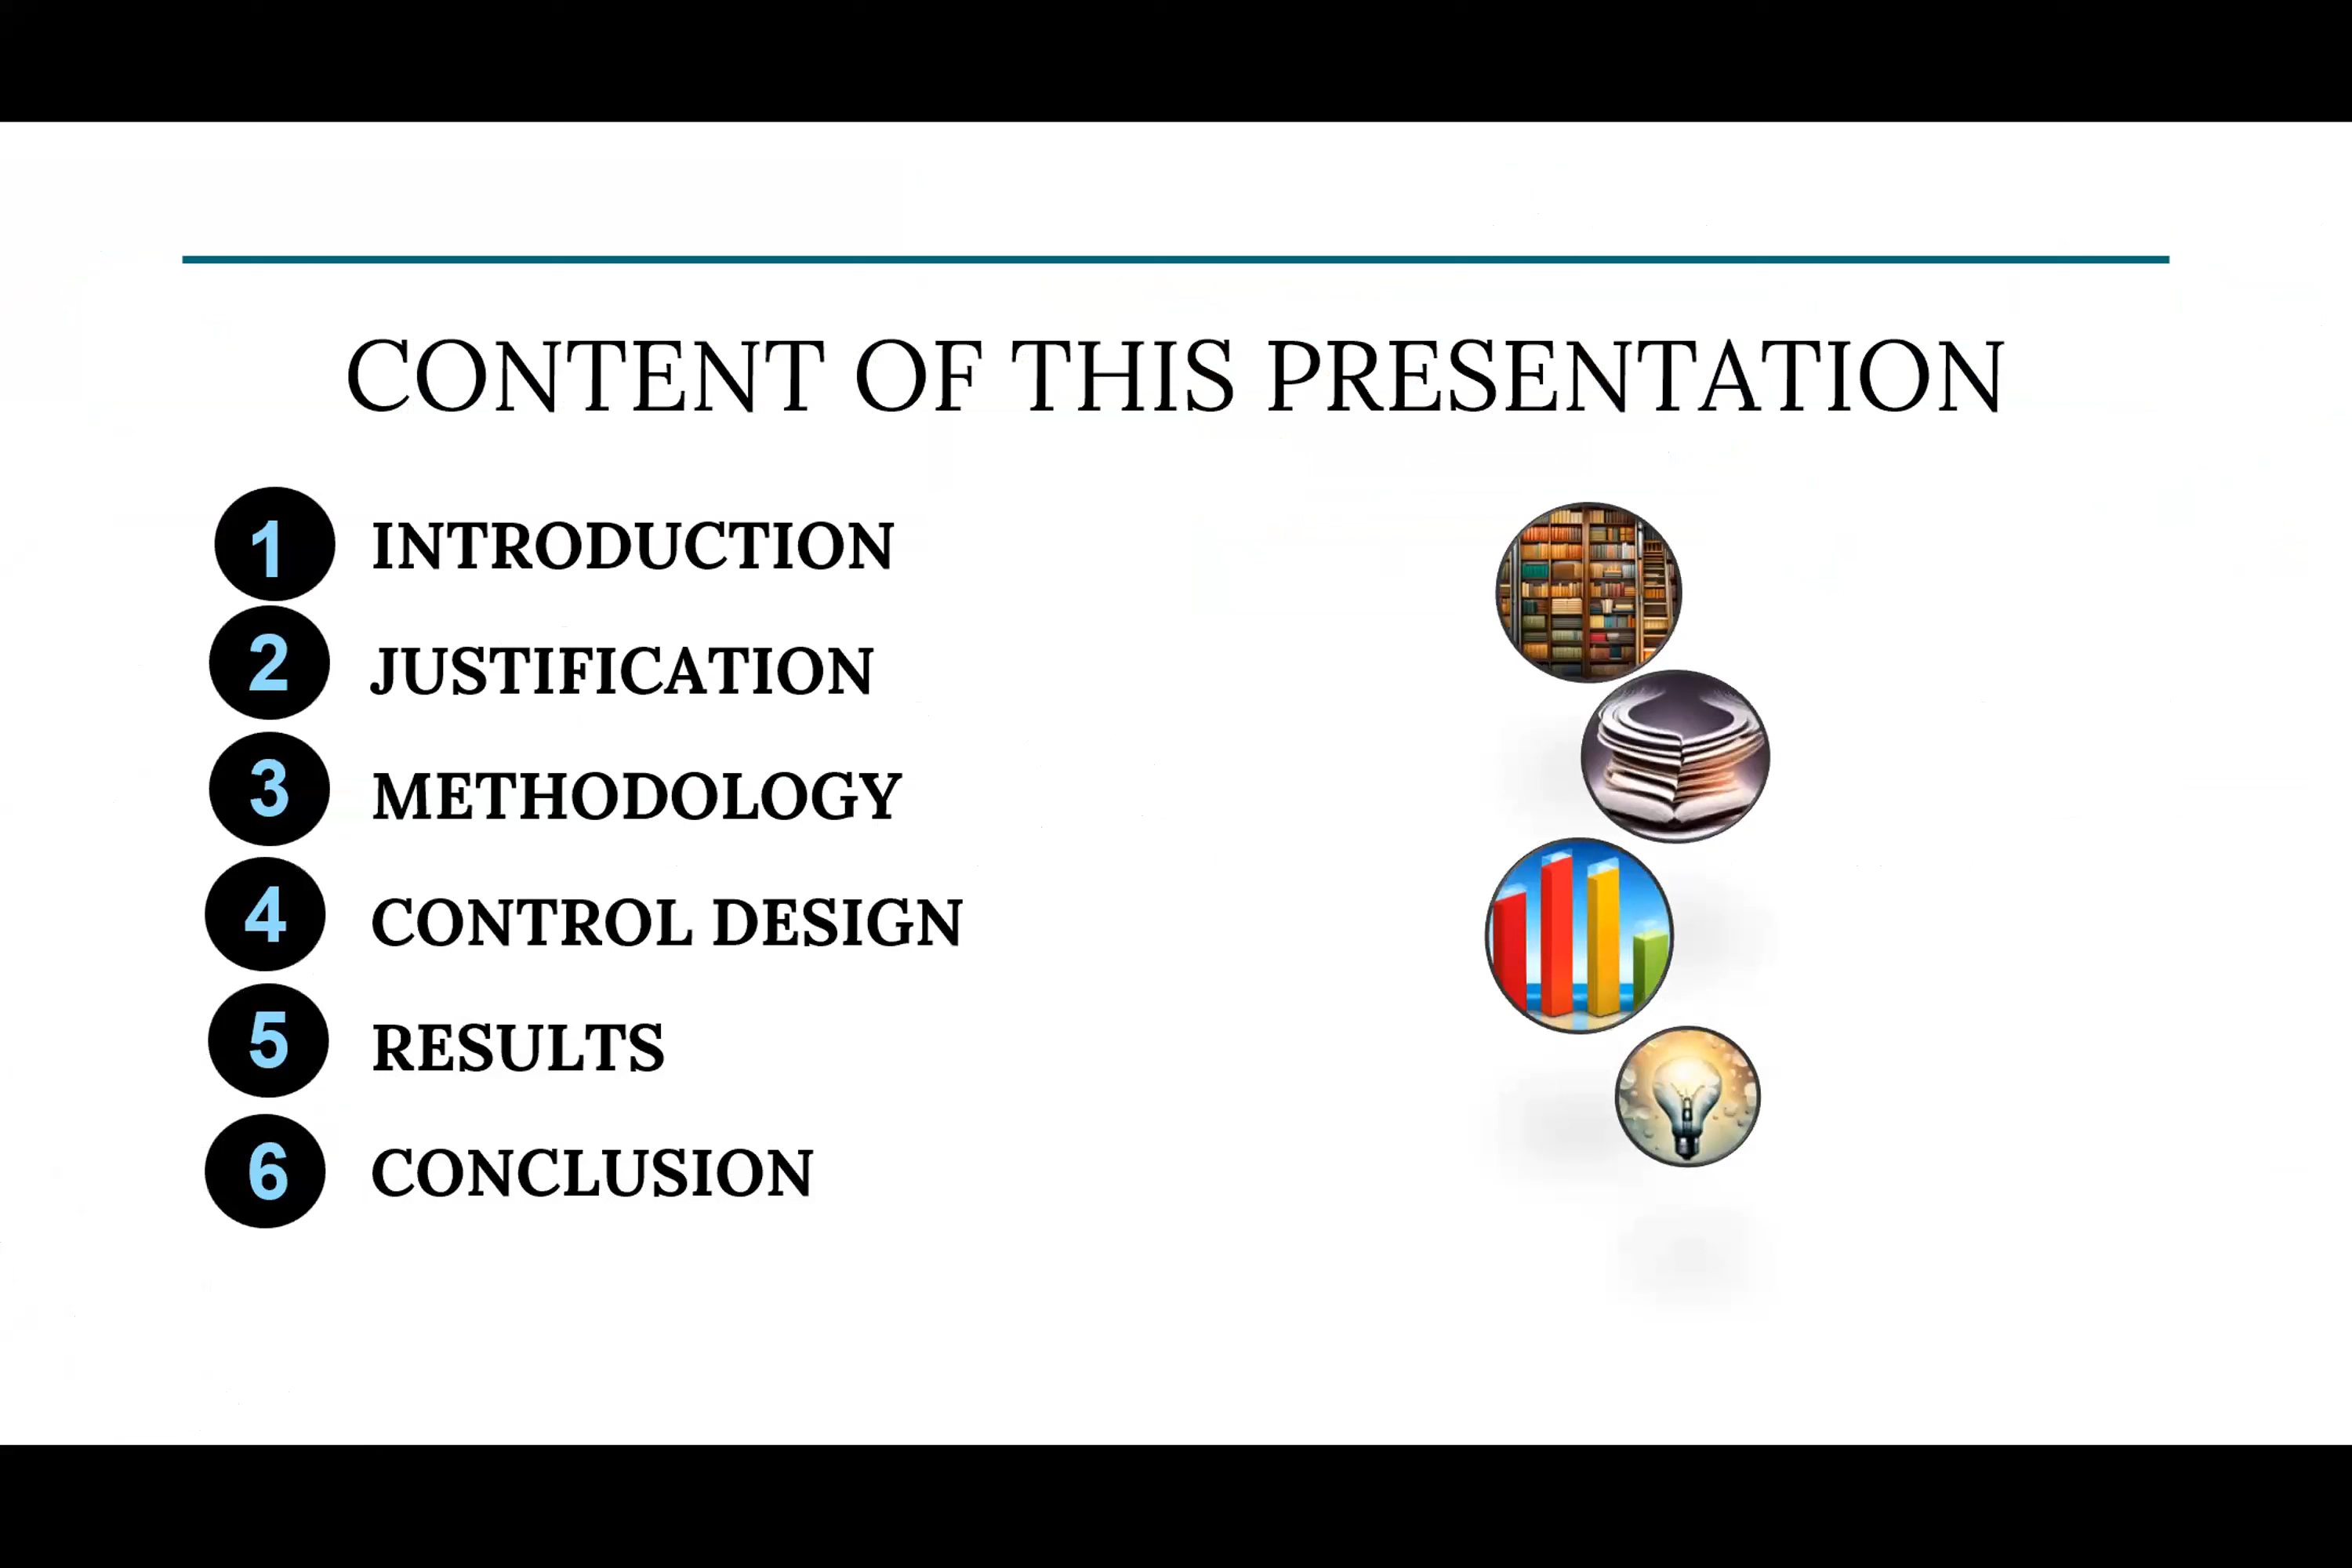 CONTENT OF THIS PRESENTATION
1 INTRODUCTION
2 JUSTIFICATION
3 METHODOLOGY
4 CONTROL DESIGN
5 RESULTS
6 CONCLUSION